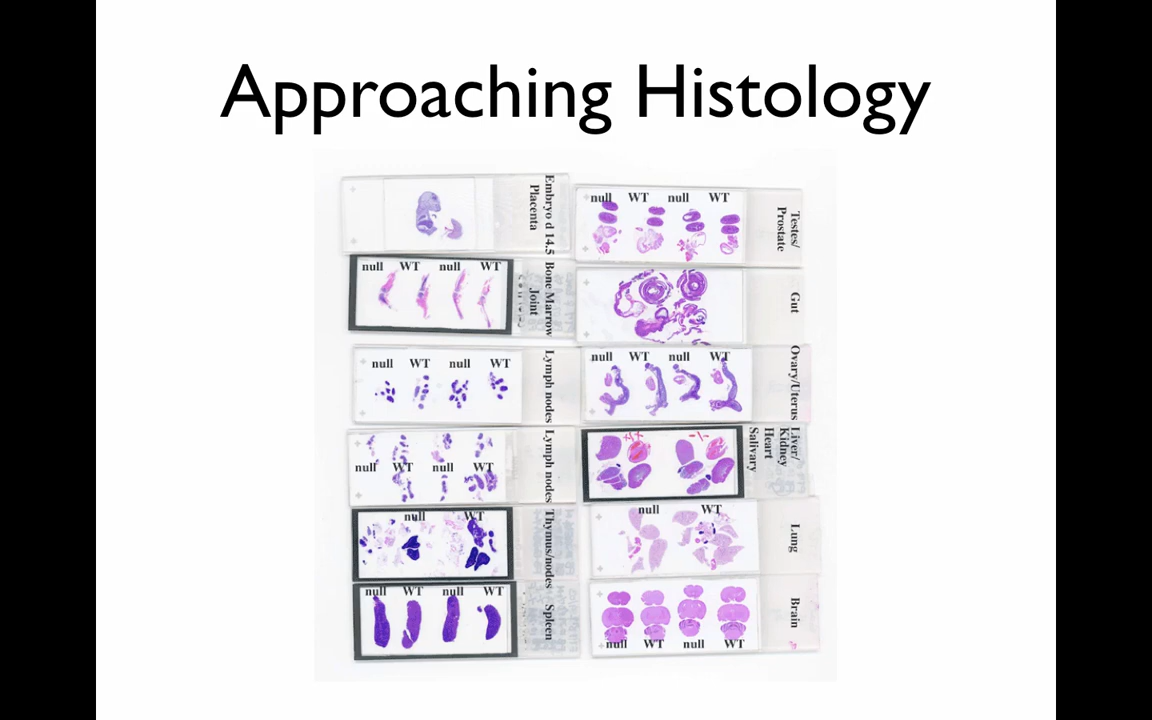 Approaching Histology
Embryo d 14.5
Placenta
null WT null WT
Testes/
Prostate
null WT null WT
Bone Marrow
Joint
Gut
null WT null WT
Lymph nodes
null WT null WT
Ovary/Uterus
null WT null WT
Lymph nodes
+/+ -/-
Liver/
Kidney
Heart
Salivary
null WT
Thymus/nodes
null WT
Lung
null WT null WT
Spleen
null WT null WT
Brain